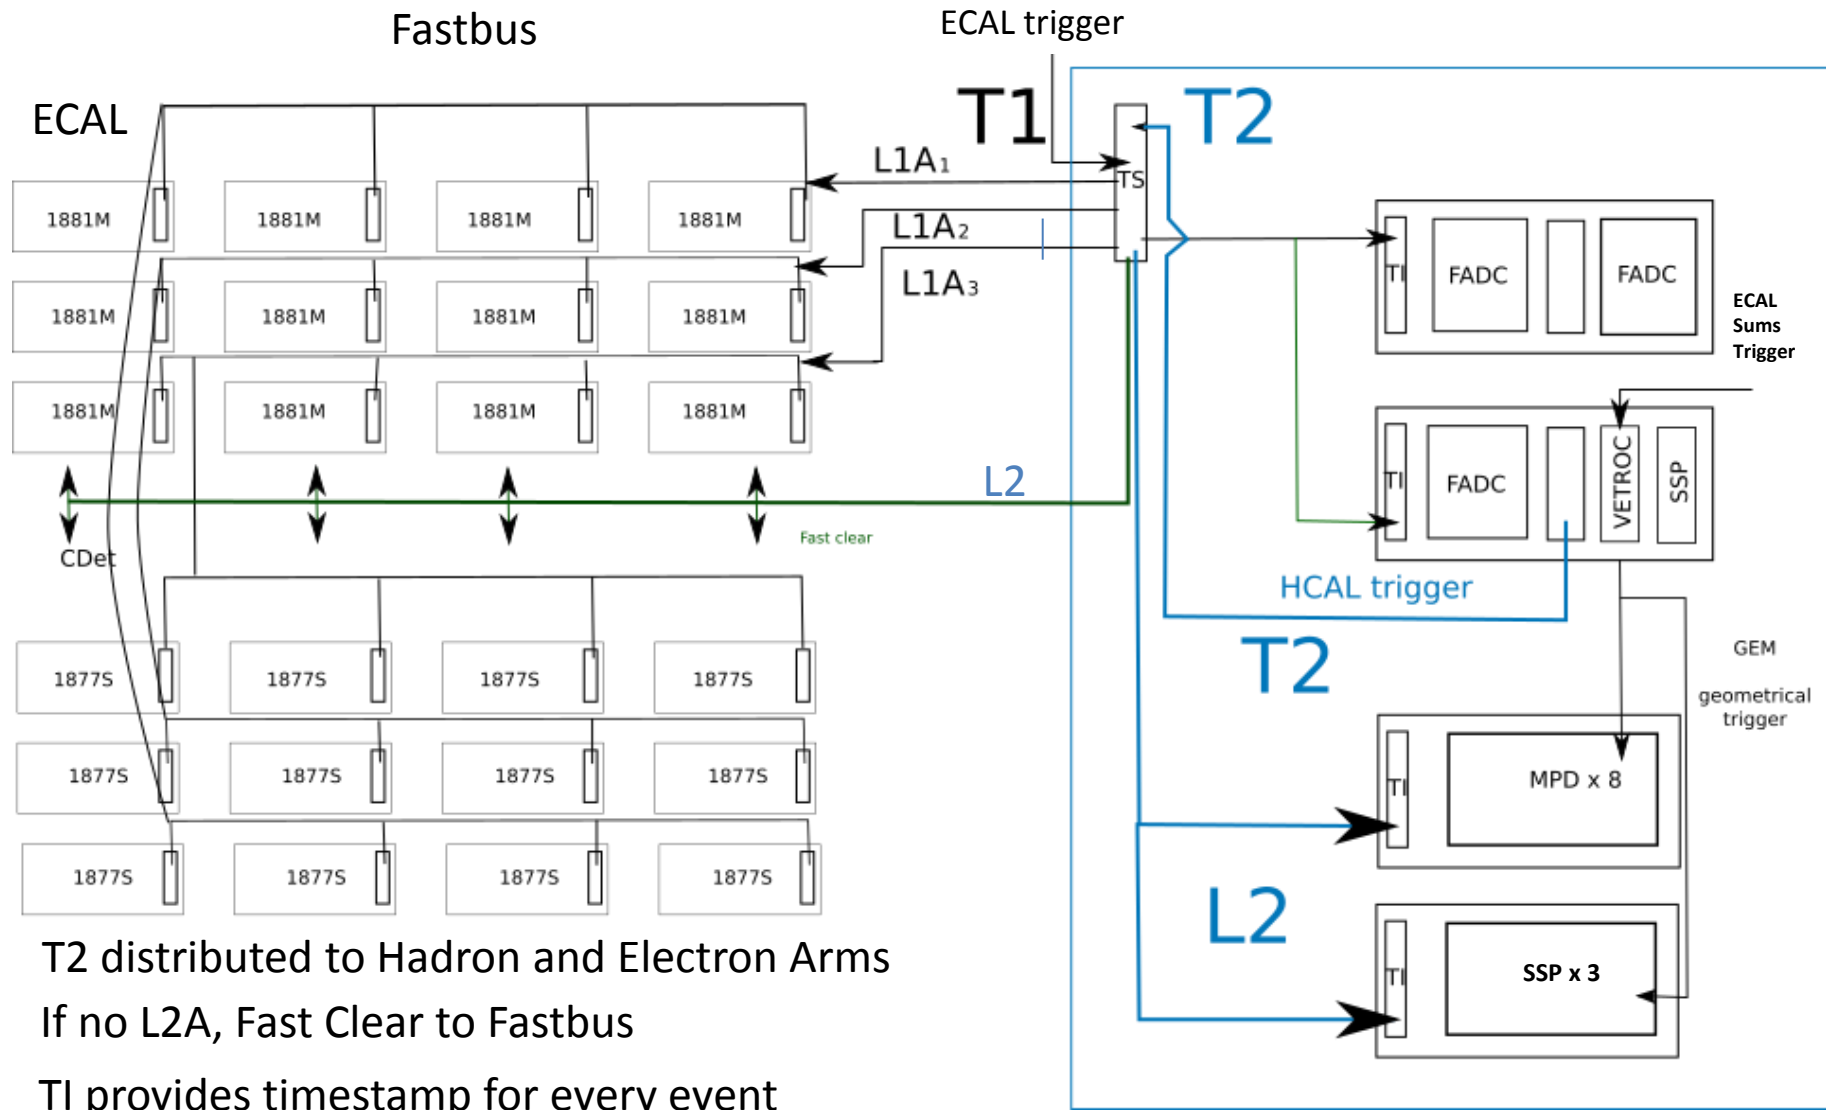 Fastbus
ECAL trigger
ECAL
T1
T2
L1A1
TS
1881M
1881M
1881M
1881M
L1A2
TI
FADC
FADC
L1A3
ECAL
Sums
Trigger
1881M
1881M
1881M
1881M
1881M
1881M
1881M
1881M
L2
TI
FADC
VETROC
SSP
Fast clear
CDet
HCAL trigger
T2
GEM
geometrical
trigger
1877S
1877S
1877S
1877S
1877S
1877S
1877S
1877S
TI
MPD x 8
1877S
1877S
1877S
1877S
L2
TI
SSP x 3
T2 distributed to Hadron and Electron Arms
If no L2A, Fast Clear to Fastbus
TI provides timestamp for every event